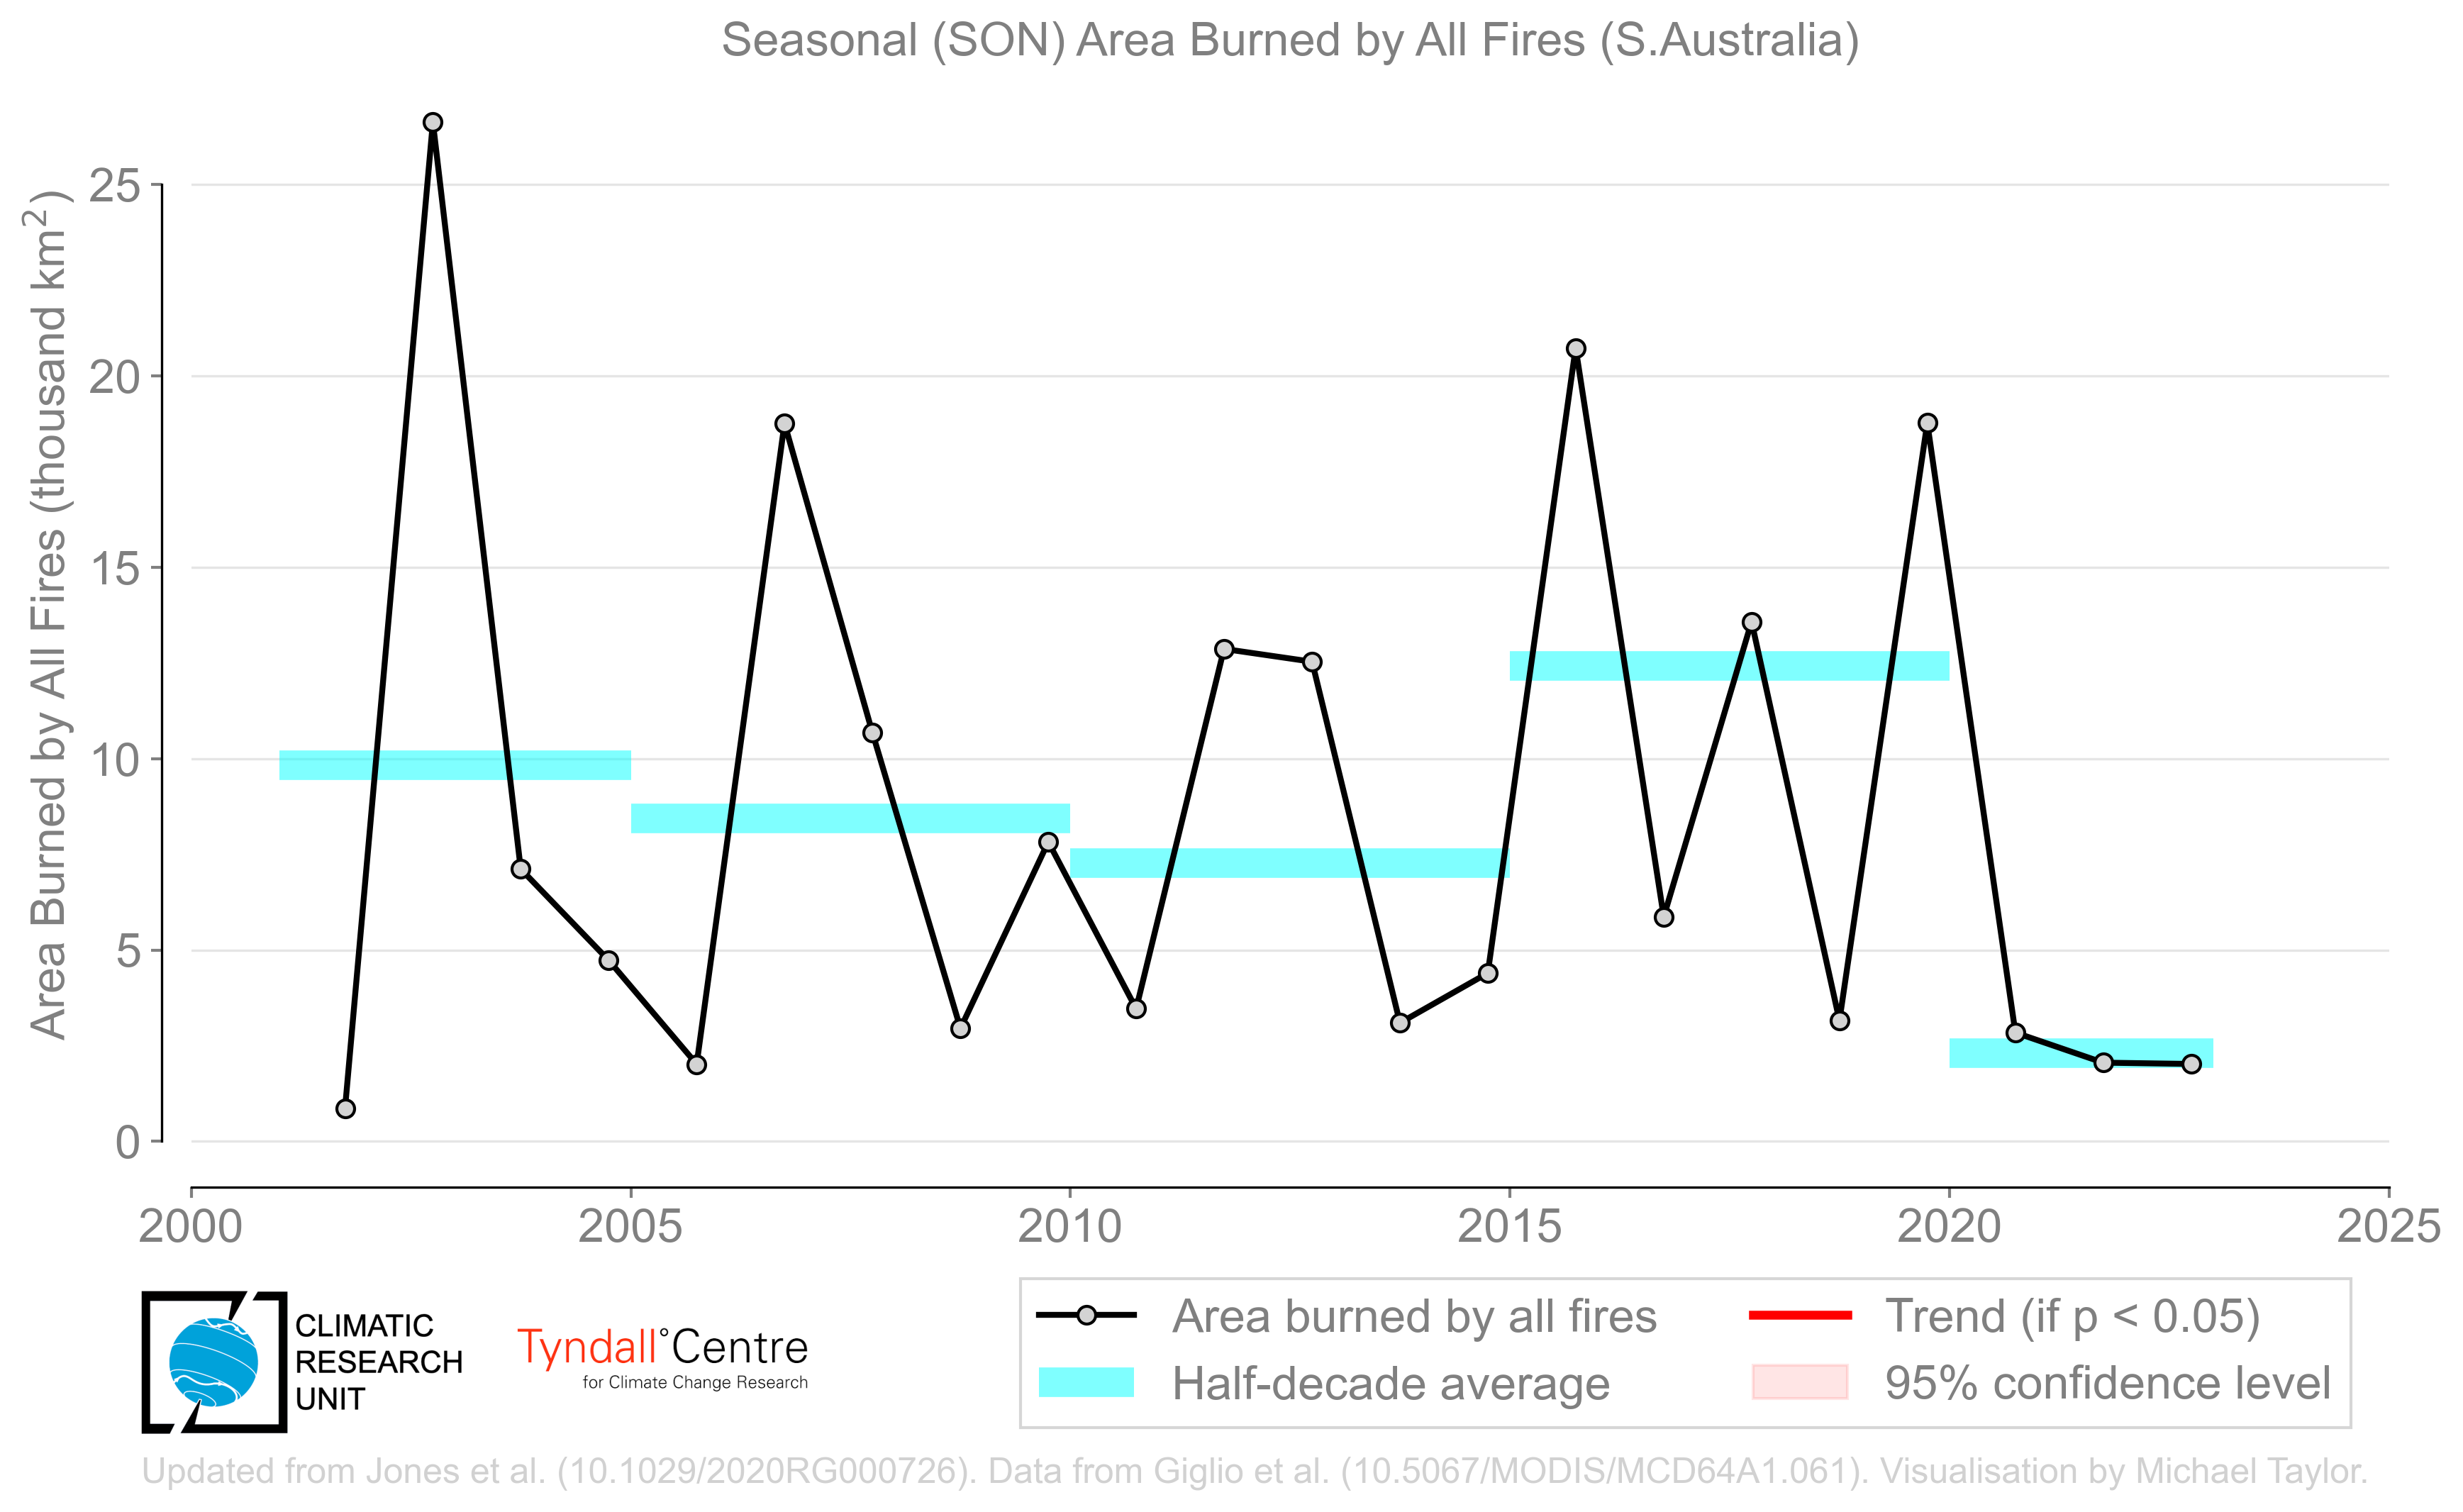 Seasonal (SON) Area Burned by All Fires (S.Australia)
Area Burned by All Fires (thousand km²)
25
20
15
10
5
0
2000 2005 2010 2015 2020 2025
CLIMATIC
RESEARCH
UNIT
Tyndall°Centre
for Climate Change Research
Area burned by all fires
Half-decade average
Trend (if p < 0.05)
95% confidence level
Updated from Jones et al. (10.1029/2020RG000726). Data from Giglio et al. (10.5067/MODIS/MCD64A1.061). Visualisation by Michael Taylor.